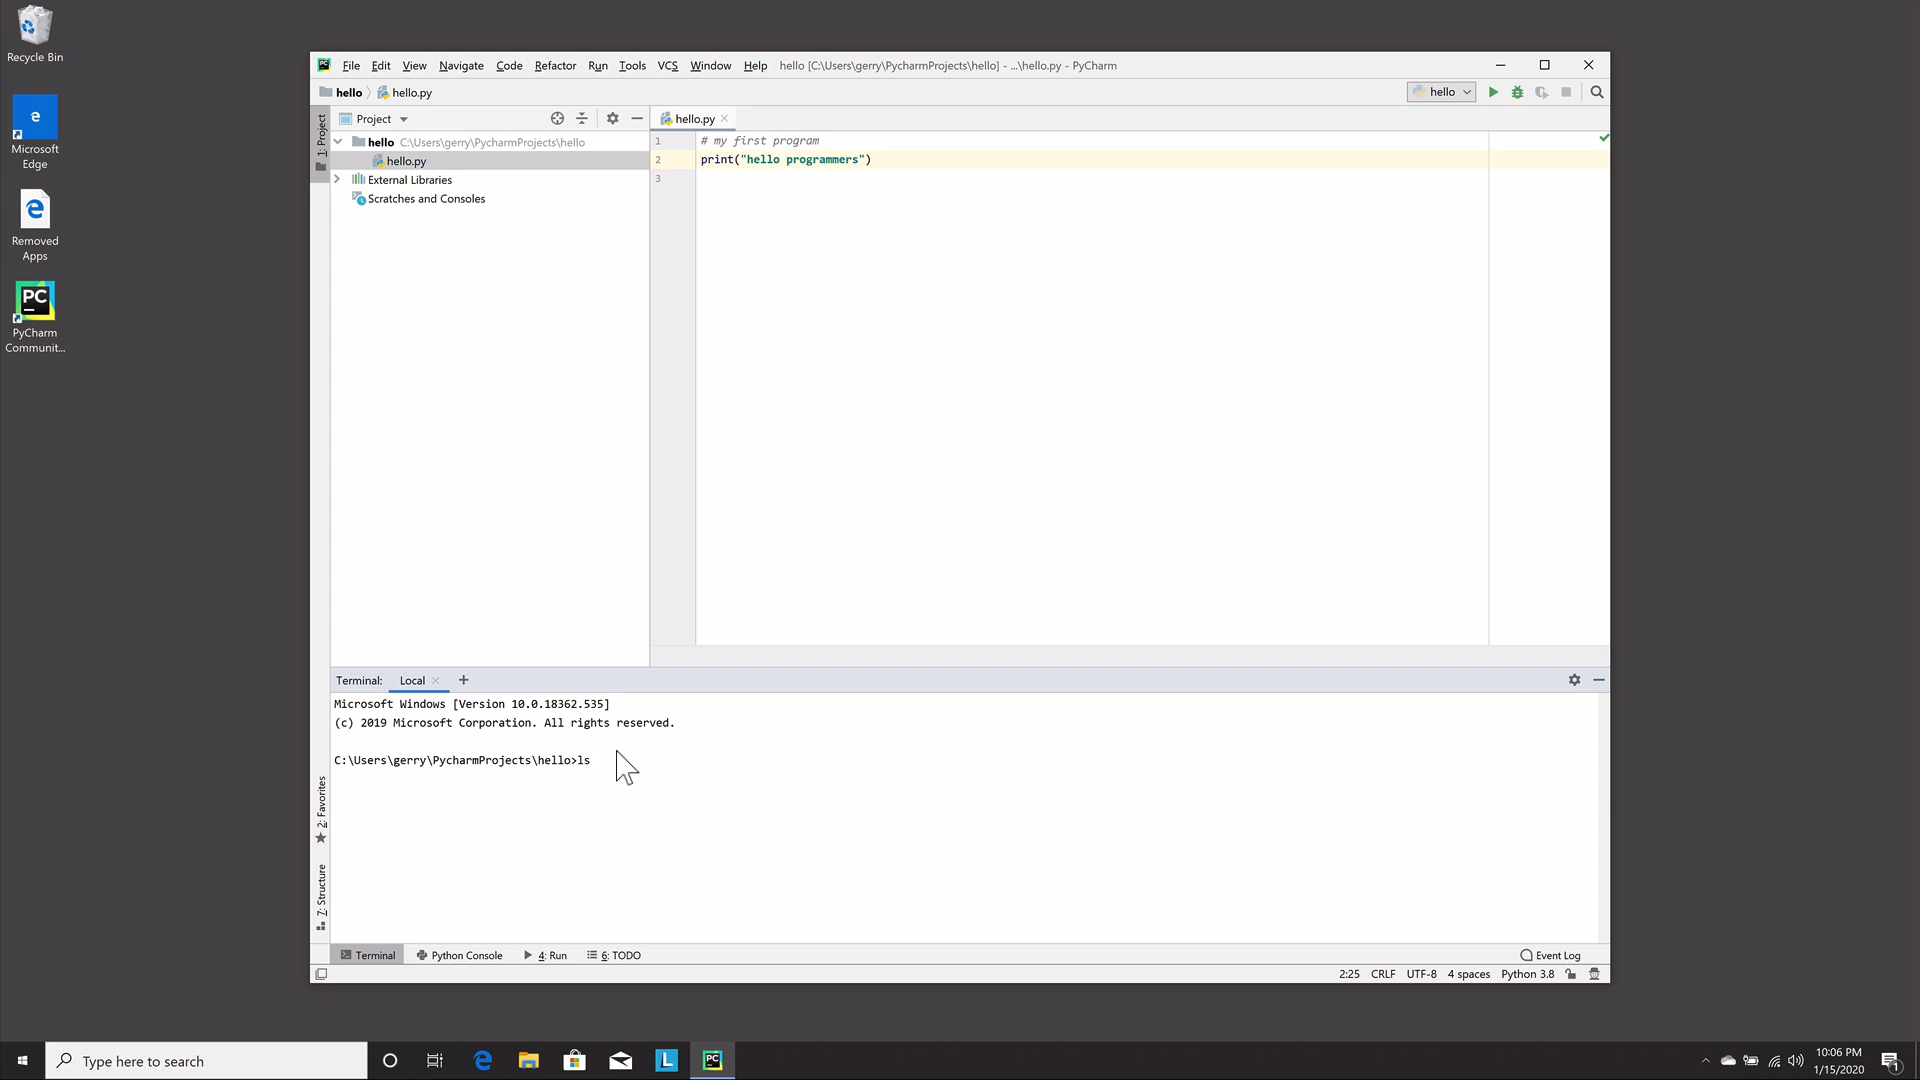 Recycle Bin
Microsoft
Edge
Removed
Apps
PC
PyCharm
Communit...
PC File Edit View Navigate Code Refactor Run Tools VCS Window Help hello [C:\Users\gerry\PycharmProjects\hello] - ...\hello.py - PyCharm
hello hello.py hello
1: Project
Project
hello C:\Users\gerry\PycharmProjects\hello
hello.py
External Libraries
Scratches and Consoles
hello.py
1 # my first program
2 print("hello programmers")
3
Terminal: Local +
Microsoft Windows [Version 10.0.18362.535]
(c) 2019 Microsoft Corporation. All rights reserved.
C:\Users\gerry\PycharmProjects\hello>ls
2: Favorites
7: Structure
Terminal Python Console 4: Run 6: TODO Event Log
2:25 CRLF UTF-8 4 spaces Python 3.8
Type here to search
L
PC
10:06 PM
1/15/2020
1